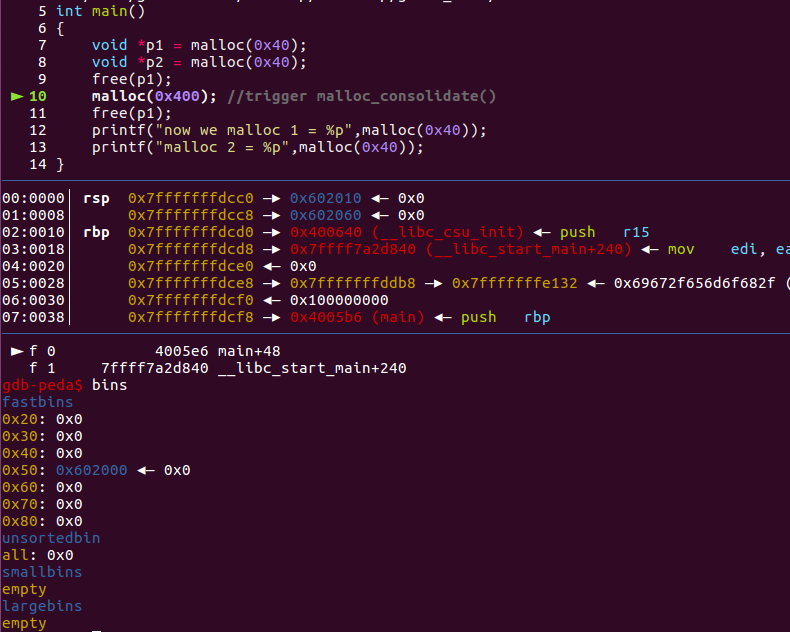 5 int main()
6 {
7     void *p1 = malloc(0x40);
8     void *p2 = malloc(0x40);
9     free(p1);
► 10     malloc(0x400); //trigger malloc_consolidate()
11     free(p1);
12     printf("now we malloc 1 = %p",malloc(0x40));
13     printf("malloc 2 = %p",malloc(0x40));
14 }
00:0000│ rsp  0x7fffffffdcc0 —▸ 0x602010 ◂— 0x0
01:0008│      0x7fffffffdcc8 —▸ 0x602060 ◂— 0x0
02:0010│ rbp  0x7fffffffdcd0 —▸ 0x400640 (__libc_csu_init) ◂— push   r15
03:0018│      0x7fffffffdcd8 —▸ 0x7ffff7a2d840 (__libc_start_main+240) ◂— mov    edi, ea
04:0020│      0x7fffffffdce0 ◂— 0x0
05:0028│      0x7fffffffdce8 —▸ 0x7fffffffddb8 —▸ 0x7fffffffe132 ◂— 0x69672f656d6f682f (
06:0030│      0x7fffffffdcf0 ◂— 0x100000000
07:0038│      0x7fffffffdcf8 —▸ 0x4005b6 (main) ◂— push   rbp
► f 0           4005e6 main+48
f 1     7ffff7a2d840 __libc_start_main+240
gdb-peda$ bins
fastbins
0x20: 0x0
0x30: 0x0
0x40: 0x0
0x50: 0x602000 ◂— 0x0
0x60: 0x0
0x70: 0x0
0x80: 0x0
unsortedbin
all: 0x0
smallbins
empty
largebins
empty